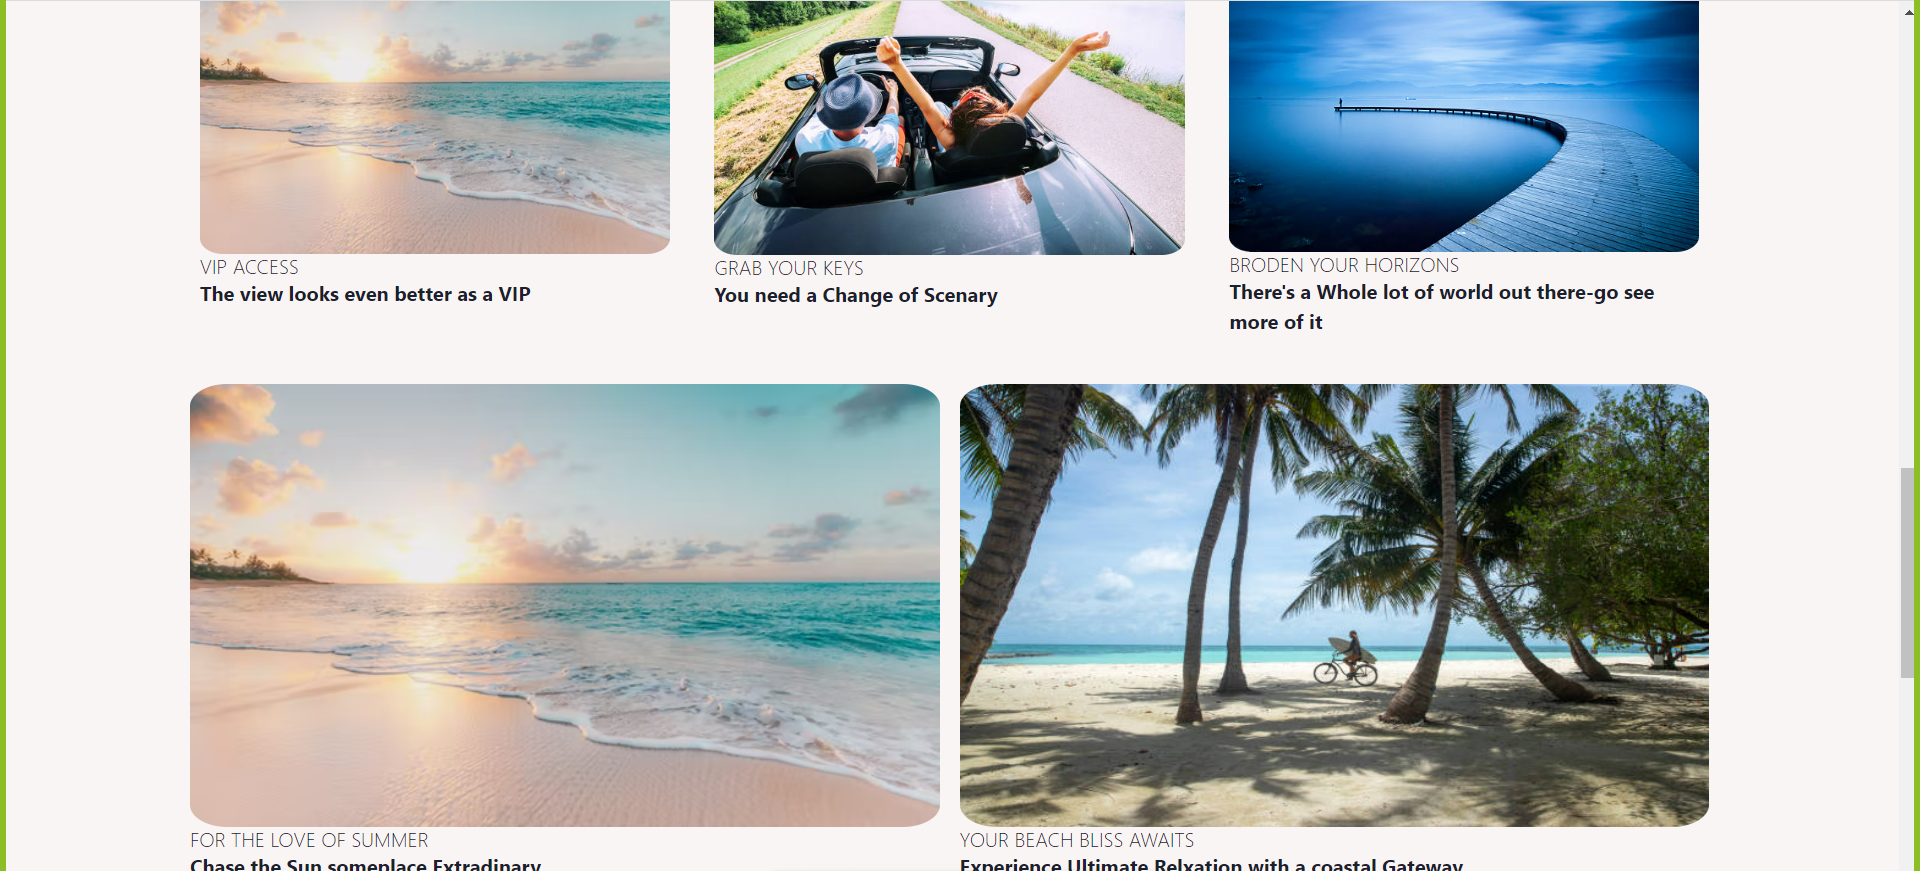 VIP ACCESS
The view looks even better as a VIP
GRAB YOUR KEYS
You need a Change of Scenary
BRODEN YOUR HORIZONS
There's a Whole lot of world out there-go see
more of it
FOR THE LOVE OF SUMMER
Chase the Sun someplace Extradinary
YOUR BEACH BLISS AWAITS
Experience Ultimate Relxation with a coastal Gateway